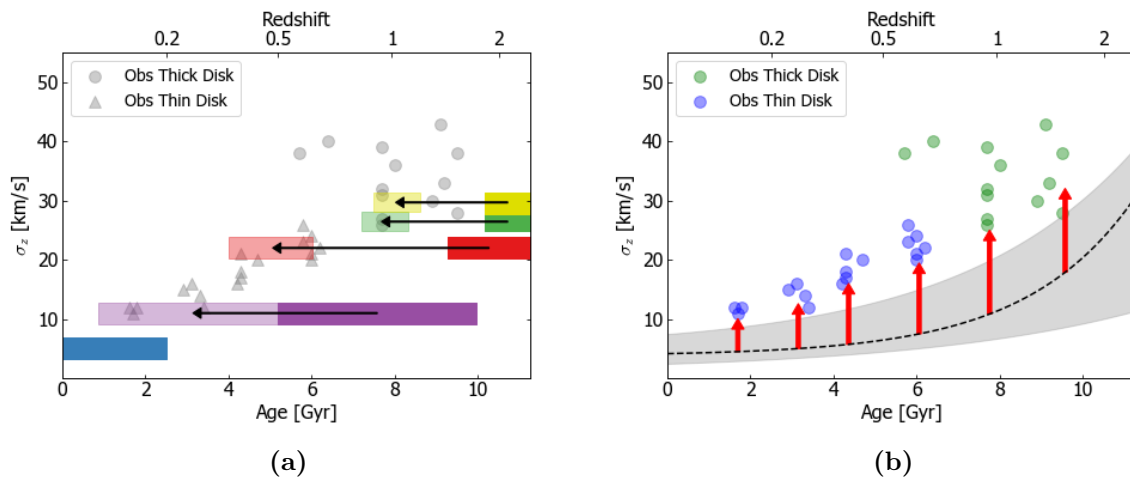 Redshift
0.2 0.5 1 2
50
40
30
20
10
σz [km/s]
Obs Thick Disk
Obs Thin Disk
0 2 4 6 8 10
Age [Gyr]
(a)
Redshift
0.2 0.5 1 2
50
40
30
20
10
σz [km/s]
Obs Thick Disk
Obs Thin Disk
0 2 4 6 8 10
Age [Gyr]
(b)